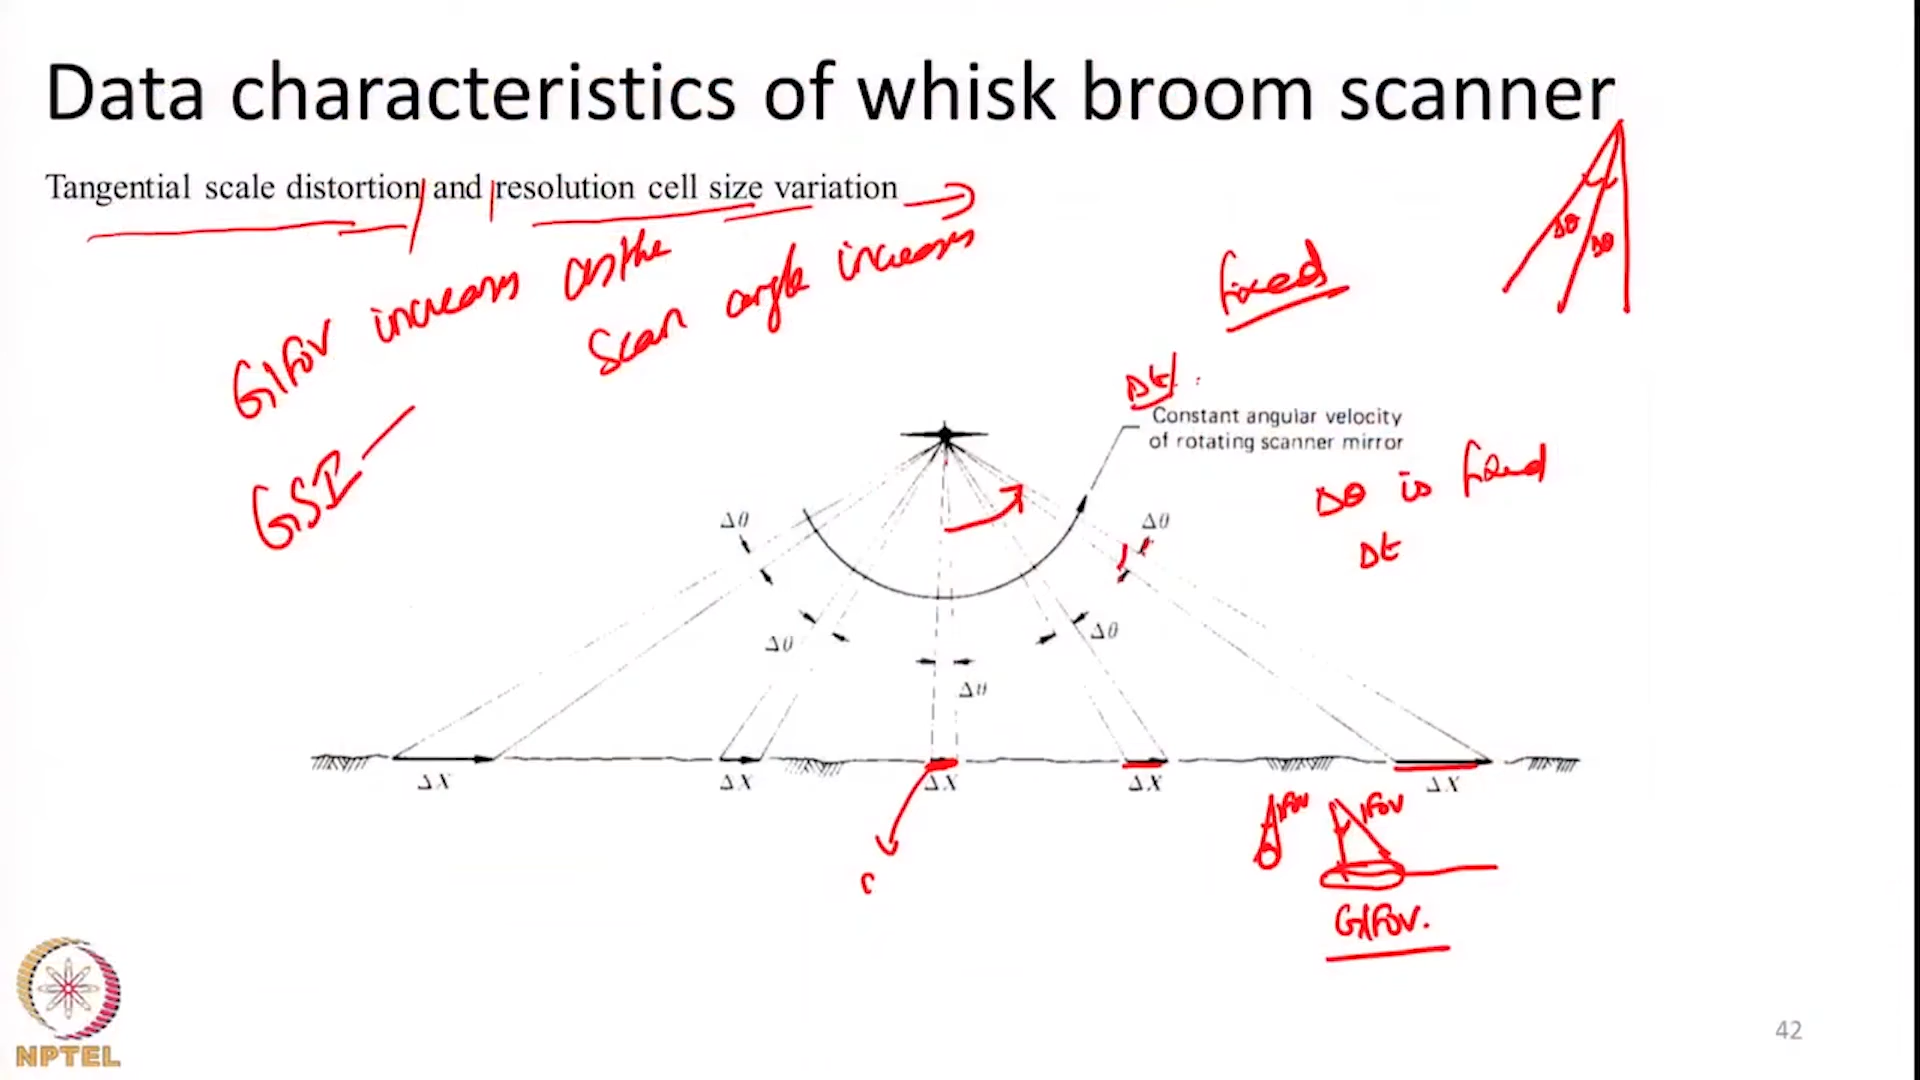 Data characteristics of whisk broom scanner
Tangential scale distortion and resolution cell size variation
GIFOV increases as the
scan angle increases
GSI
fixed
Δθ
Δθ
Δt
Constant angular velocity
of rotating scanner mirror
Δθ is fixed
Δt
Δθ
Δθ
Δθ
Δθ
Δθ
ΔX
ΔX
ΔX
ΔX
ΔX
IFOV
IFOV
GIFOV.
NPTEL
42